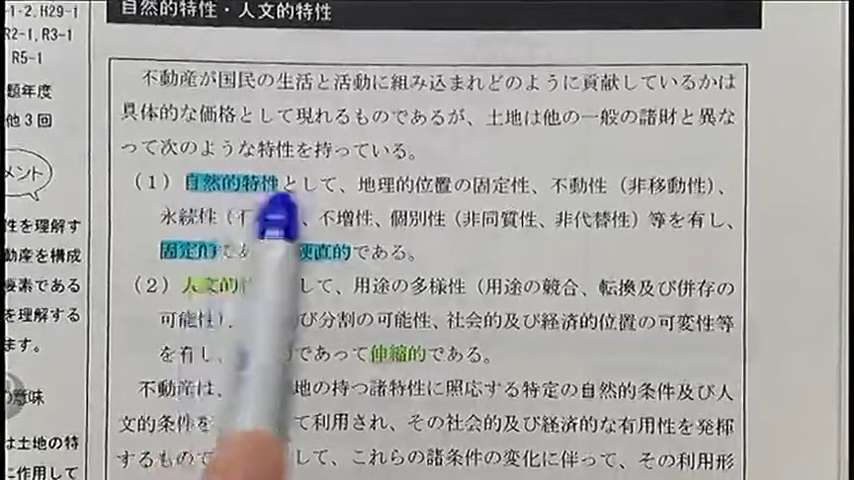 -1-2, H29-1
R2-1, R3-1
R5-1
題年度
他3回
メント
性を理解す
動産を構成
要素である
を理解する
ます。
の意味
は土地の特
に作用して
自然的特性・人文的特性
不動産が国民の生活と活動に組み込まれどのように貢献しているかは
具体的な価格として現れるものであるが、土地は他の一般の諸財と異な
って次のような特性を持っている。
(1) 自然的特性として、地理的位置の固定性、不動性（非移動性）、
永続性（不 、不増性、個別性（非同質性、非代替性）等を有し、
固定的であ 硬直的である。
(2) 人文的 して、用途の多様性（用途の競合、転換及び併存の
可能性）、 び分割の可能性、社会的及び経済的位置の可変性等
を有し、 であって伸縮的である。
不動産は、 地の持つ諸特性に照応する特定の自然的条件及び人
文的条件を て利用され、その社会的及び経済的な有用性を発揮
するもので して、これらの諸条件の変化に伴って、その利用形